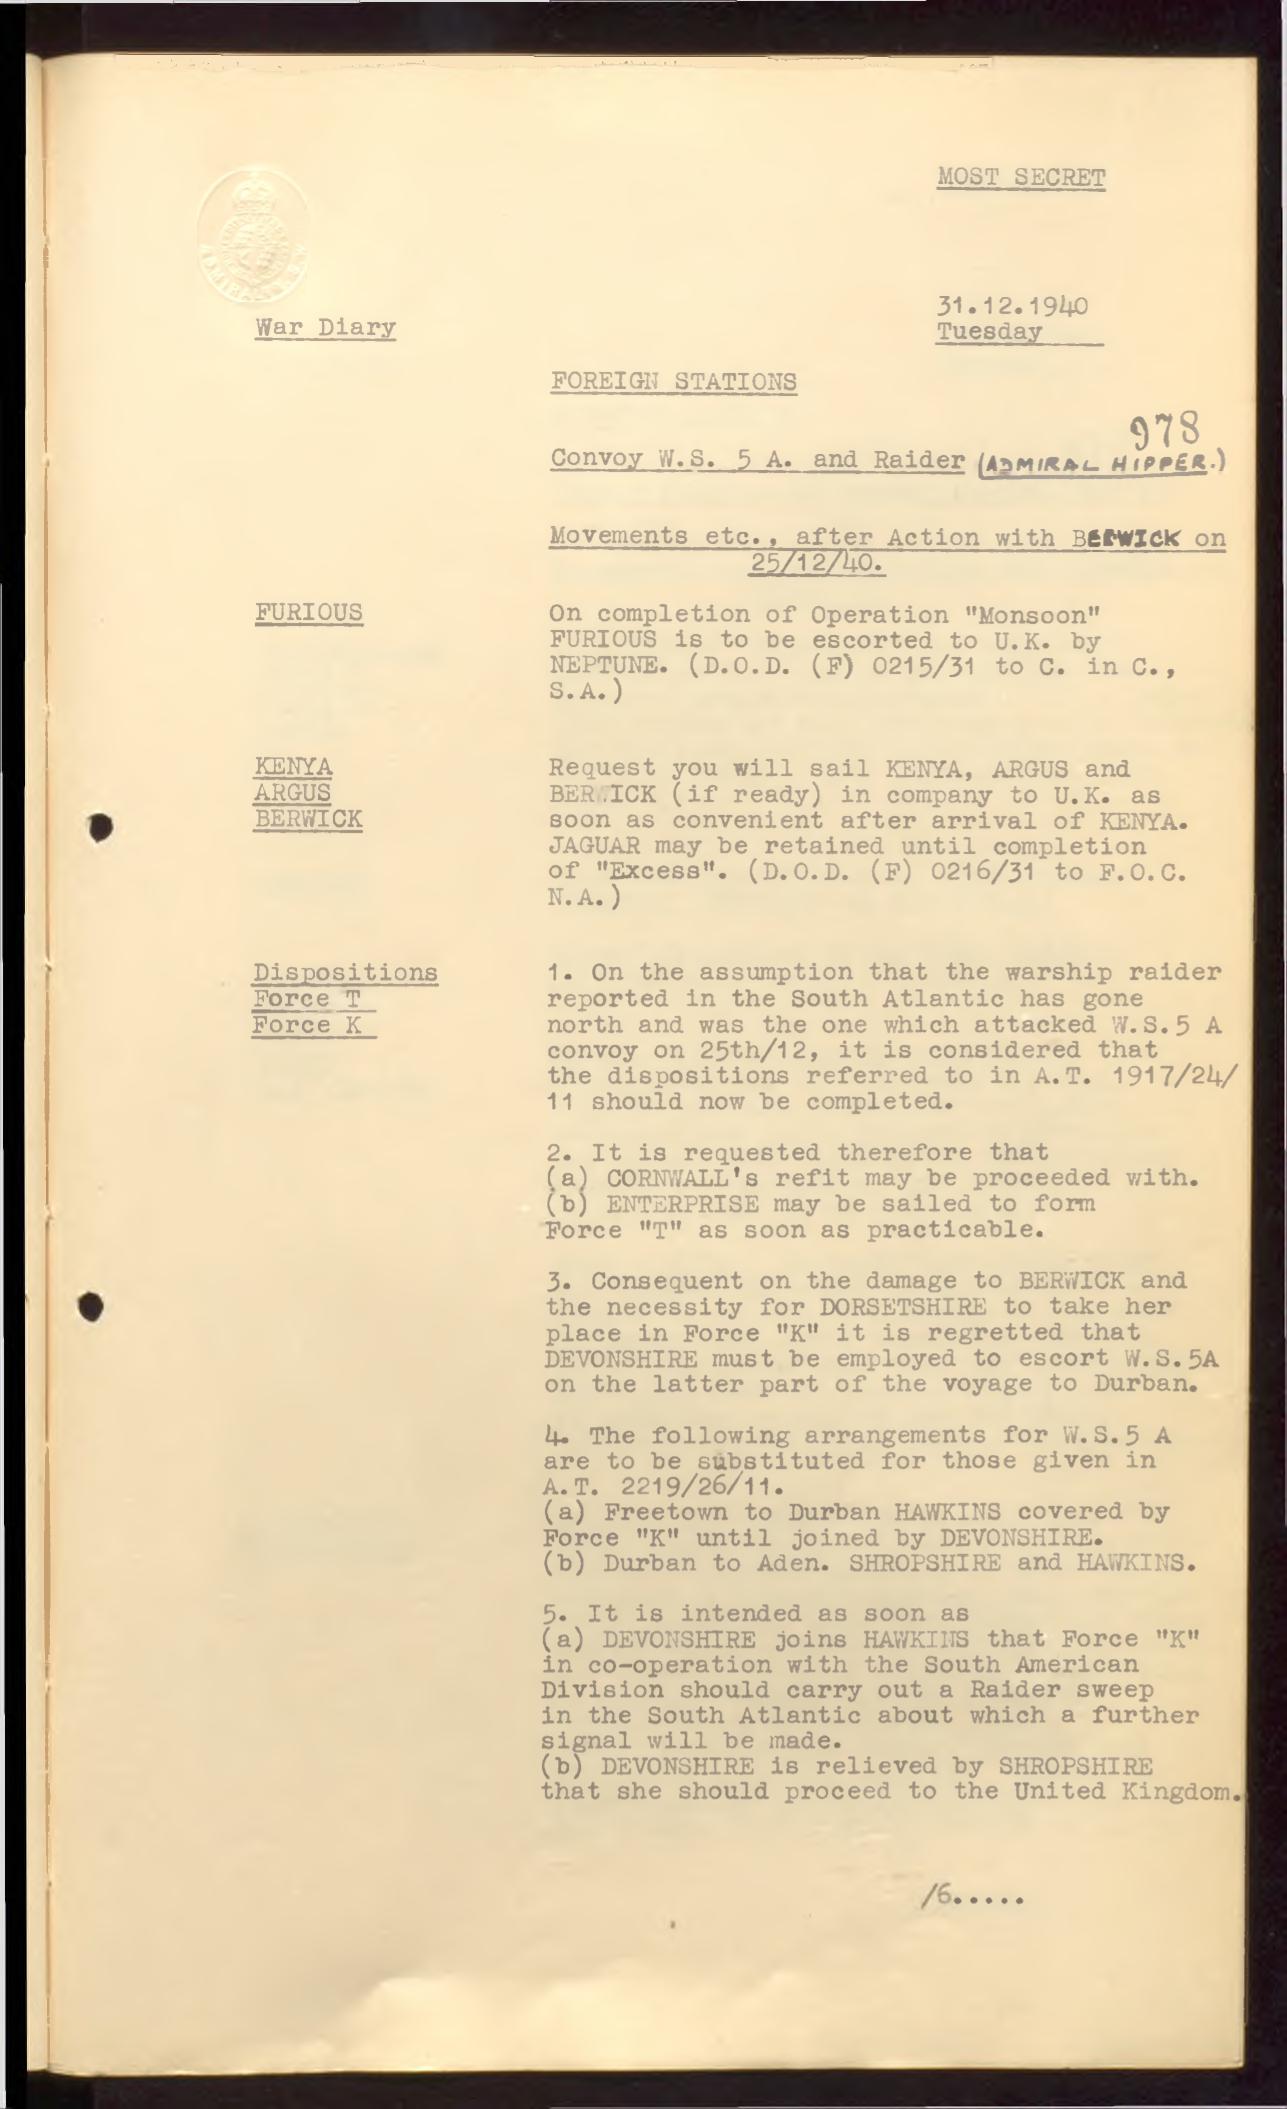 MOST SECRET
31.12.1940
War Diary
Tuesday
FOREIGN STATIONS
978
Convoy W.S. 5 A. and Raider (ADMIRAL HIPPER.)
Movements etc., after Action with BERWICK on
25/12/40.
FURIOUS
On completion of Operation "Monsoon"
FURIOUS is to be escorted to U.K. by
NEPTUNE. (D.O.D. (F) 0215/31 to C. in C.,
S.A.)
KENYA
ARGUS
BERWICK
Request you will sail KENYA, ARGUS and
BERWICK (if ready) in company to U.K. as
soon as convenient after arrival of KENYA.
JAGUAR may be retained until completion
of "Excess". (D.O.D. (F) 0216/31 to F.O.C.
N.A.)
Dispositions
Force T
Force K
1. On the assumption that the warship raider
reported in the South Atlantic has gone
north and was the one which attacked W.S.5 A
convoy on 25th/12, it is considered that
the dispositions referred to in A.T. 1917/24/
11 should now be completed.
2. It is requested therefore that
(a) CORNWALL's refit may be proceeded with.
(b) ENTERPRISE may be sailed to form
Force "T" as soon as practicable.
3. Consequent on the damage to BERWICK and
the necessity for DORSETSHIRE to take her
place in Force "K" it is regretted that
DEVONSHIRE must be employed to escort W.S.5A
on the latter part of the voyage to Durban.
4. The following arrangements for W.S.5 A
are to be substituted for those given in
A.T. 2219/26/11.
(a) Freetown to Durban HAWKINS covered by
Force "K" until joined by DEVONSHIRE.
(b) Durban to Aden. SHROPSHIRE and HAWKINS.
5. It is intended as soon as
(a) DEVONSHIRE joins HAWKINS that Force "K"
in co-operation with the South American
Division should carry out a Raider sweep
in the South Atlantic about which a further
signal will be made.
(b) DEVONSHIRE is relieved by SHROPSHIRE
that she should proceed to the United Kingdom.
/6.....